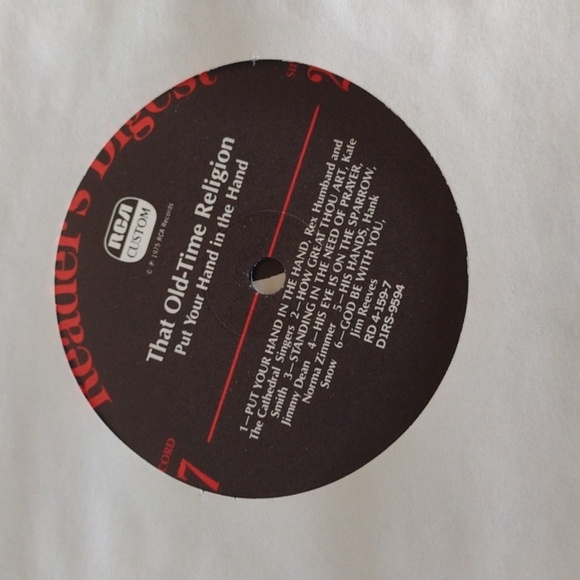 Reader's Digest
RCA
CUSTOM
© P 1975 RCA Records
That Old-Time Religion
Put Your Hand in the Hand
7
2
1—PUT YOUR HAND IN THE HAND, Rex Humbard and
The Cathedral Singers 2—HOW GREAT THOU ART, Kate
Smith 3—STANDING IN THE NEED OF PRAYER,
Jimmy Dean 4—HIS EYE IS ON THE SPARROW,
Norma Zimmer 5—HIS HANDS, Hank
Snow 6—GOD BE WITH YOU,
Jim Reeves
RD 4-159-7
D1RS-9594